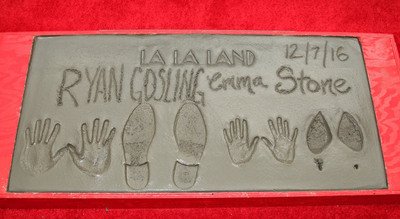 LA LA LAND 12/7/16
RYAN GOSLING Emma Stone